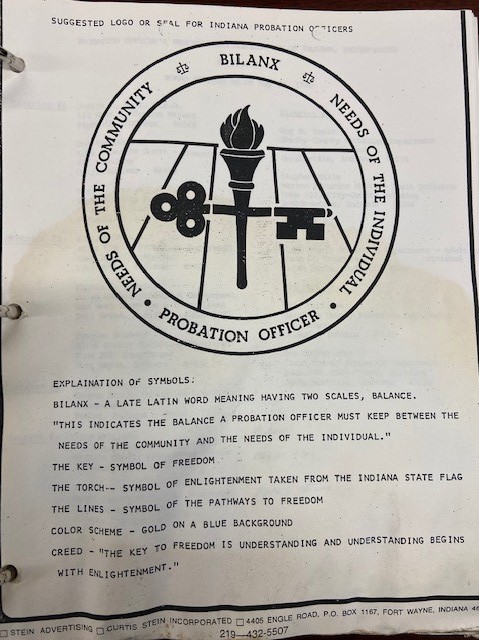 SUGGESTED LOGO OR SEAL FOR INDIANA PROBATION OFFICERS
BILANX
NEEDS OF THE COMMUNITY
NEEDS OF THE INDIVIDUAL
• PROBATION OFFICER •
EXPLAINATION OF SYMBOLS:
BILANX - A LATE LATIN WORD MEANING HAVING TWO SCALES, BALANCE.
"THIS INDICATES THE BALANCE A PROBATION OFFICER MUST KEEP BETWEEN THE
NEEDS OF THE COMMUNITY AND THE NEEDS OF THE INDIVIDUAL."
THE KEY - SYMBOL OF FREEDOM
THE TORCH-- SYMBOL OF ENLIGHTENMENT TAKEN FROM THE INDIANA STATE FLAG
THE LINES - SYMBOL OF THE PATHWAYS TO FREEDOM
COLOR SCHEME - GOLD ON A BLUE BACKGROUND
CREED - "THE KEY TO FREEDOM IS UNDERSTANDING AND UNDERSTANDING BEGINS
WITH ENLIGHTENMENT."
STEIN ADVERTISING □ CURTIS STEIN INCORPORATED □ 4405 ENGLE ROAD, P.O. BOX 1167, FORT WAYNE, INDIANA
219-432-5507